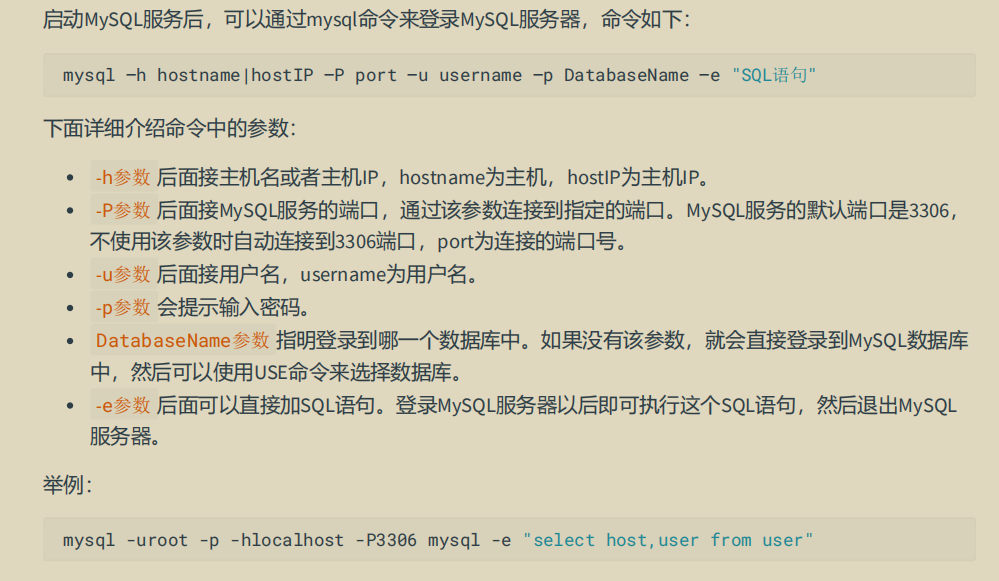 启动MySQL服务后，可以通过mysql命令来登录MySQL服务器，命令如下：
mysql –h hostname|hostIP –P port –u username –p DatabaseName –e "SQL语句"
下面详细介绍命令中的参数：
• -h参数 后面接主机名或者主机IP，hostname为主机，hostIP为主机IP。
• -P参数 后面接MySQL服务的端口，通过该参数连接到指定的端口。MySQL服务的默认端口是3306，
不使用该参数时自动连接到3306端口，port为连接的端口号。
• -u参数 后面接用户名，username为用户名。
• -p参数 会提示输入密码。
• DatabaseName参数 指明登录到哪一个数据库中。如果没有该参数，就会直接登录到MySQL数据库
中，然后可以使用USE命令来选择数据库。
• -e参数 后面可以直接加SQL语句。登录MySQL服务器以后即可执行这个SQL语句，然后退出MySQL
服务器。
举例：
mysql -uroot -p -hlocalhost -P3306 mysql -e "select host,user from user"